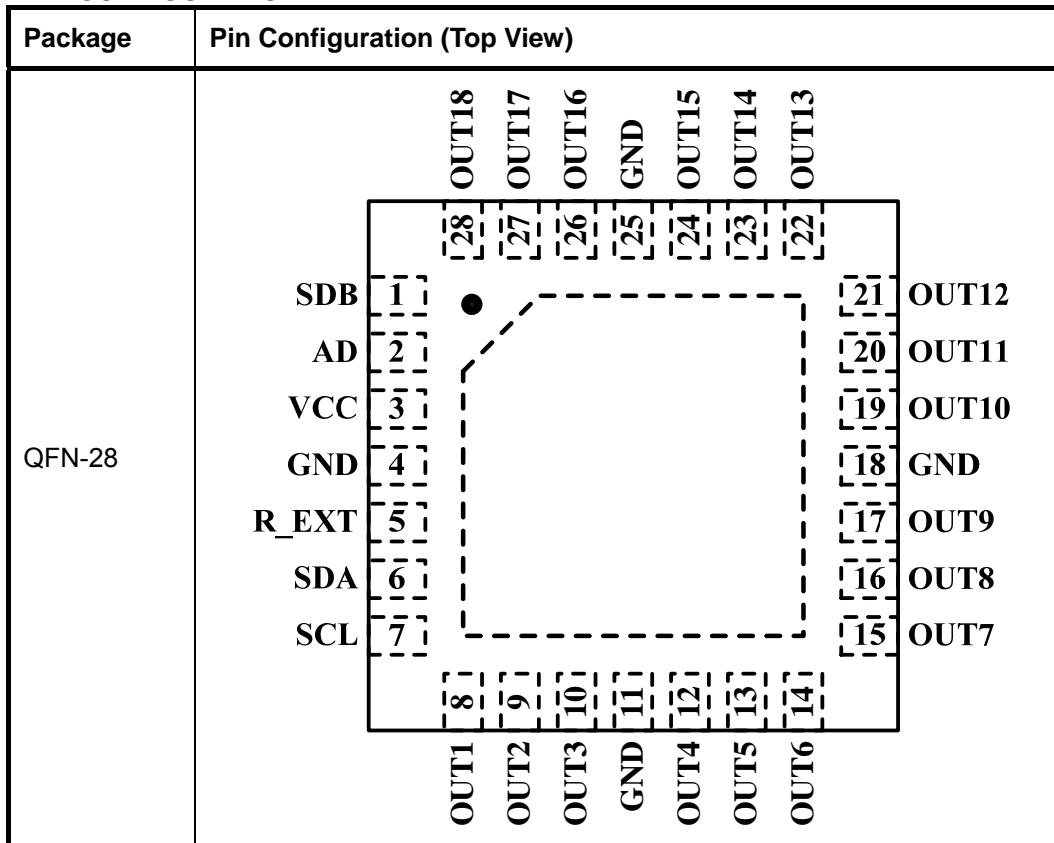 Package
Pin Configuration (Top View)
QFN-28
OUT18
OUT17
OUT16
GND
OUT15
OUT14
OUT13
28
27
26
25
24
23
22
SDB 1
AD 2
VCC 3
GND 4
R_EXT 5
SDA 6
SCL 7
21 OUT12
20 OUT11
19 OUT10
18 GND
17 OUT9
16 OUT8
15 OUT7
8
9
10
11
12
13
14
OUT1
OUT2
OUT3
GND
OUT4
OUT5
OUT6